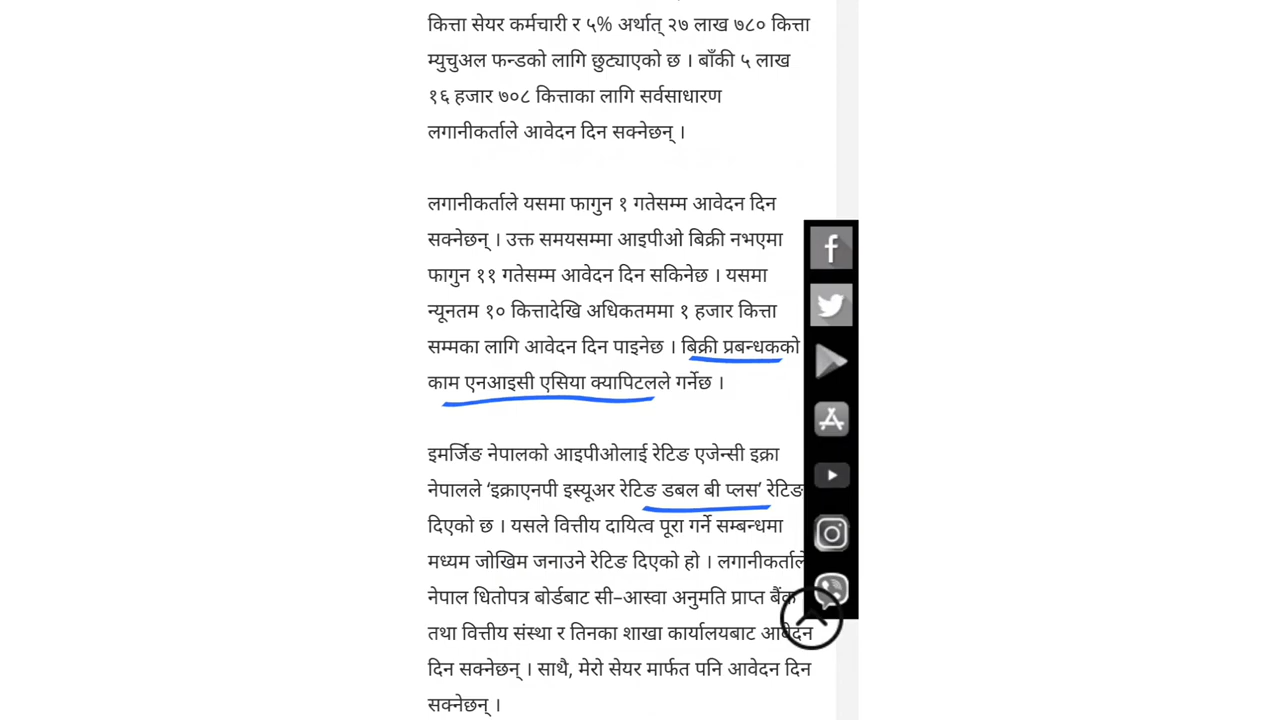 कित्ता सेयर कर्मचारी र ५% अर्थात् २७ लाख ७८० कित्ता
म्युचुअल फन्डको लागि छुट्याएको छ । बाँकी ५ लाख
१६ हजार ७०८ कित्ताका लागि सर्वसाधारण
लगानीकर्ताले आवेदन दिन सक्नेछन् ।
लगानीकर्ताले यसमा फागुन १ गतेसम्म आवेदन दिन
सक्नेछन् । उक्त समयसम्मा आइपीओ बिक्री नभएमा
फागुन ११ गतेसम्म आवेदन दिन सकिनेछ । यसमा
न्यूनतम १० कित्तादेखि अधिकतममा १ हजार कित्ता
सम्मका लागि आवेदन दिन पाइनेछ । बिक्री प्रबन्धकको
काम एनआइसी एसिया क्यापिटलले गर्नेछ ।
इमर्जिङ नेपालको आइपीओलाई रेटिङ एजेन्सी इक्रा
नेपालले ‘इक्राएनपी इस्यूअर रेटिङ डबल बी प्लस’ रेटिङ
दिएको छ । यसले वित्तीय दायित्व पूरा गर्ने सम्बन्धमा
मध्यम जोखिम जनाउने रेटिङ दिएको हो । लगानीकर्ताले
नेपाल धितोपत्र बोर्डबाट सी–आस्वा अनुमति प्राप्त बैंक
तथा वित्तीय संस्था र तिनका शाखा कार्यालयबाट आवेदन
दिन सक्नेछन् । साथै, मेरो सेयर मार्फत पनि आवेदन दिन
सक्नेछन् ।